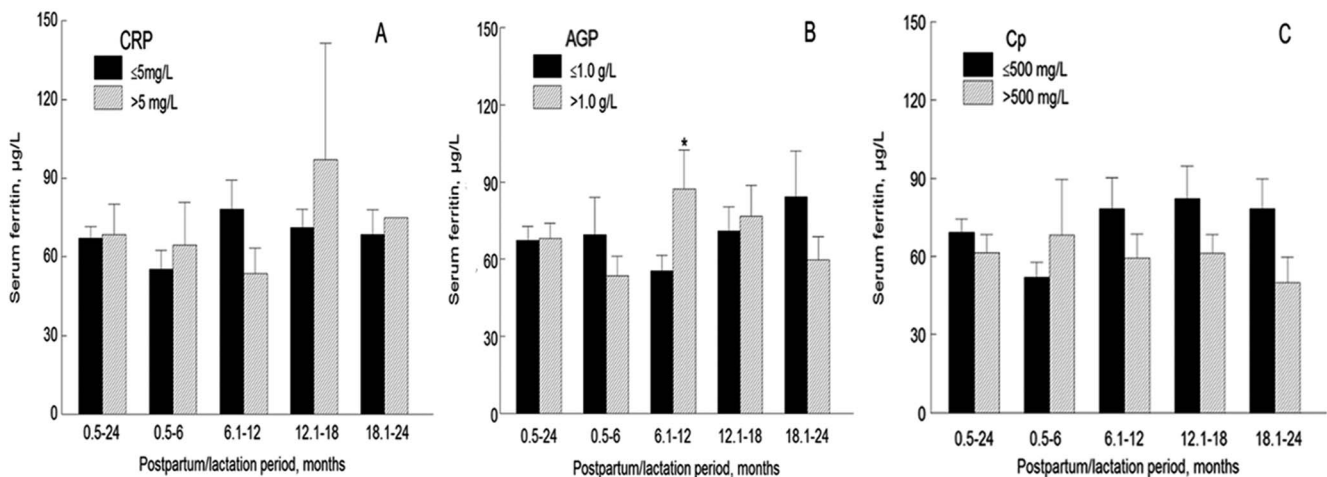 A
CRP
≤5mg/L
>5 mg/L
Serum ferritin, µg/L
150
120
90
60
30
0
0.5-24 0.5-6 6.1-12 12.1-18 18.1-24
Postpartum/lactation period, months
B
AGP
≤1.0 g/L
>1.0 g/L
*
Serum ferritin, µg/L
150
120
90
60
30
0
0.5-24 0.5-6 6.1-12 12.1-18 18.1-24
Postpartum/lactation period, months
C
Cp
≤500 mg/L
>500 mg/L
Serum ferritin, µg/L
150
120
90
60
30
0
0.5-24 0.5-6 6.1-12 12.1-18 18.1-24
Postpartum/lactation period, months